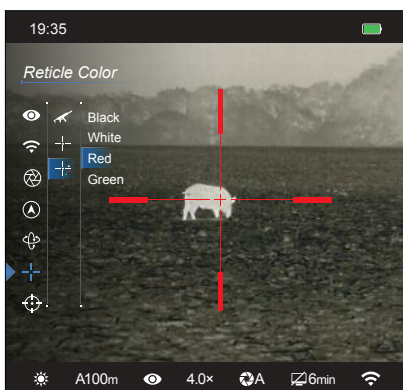 19:35
Reticle Color
Black
White
Red
Green
A100m 4.0× A 6min